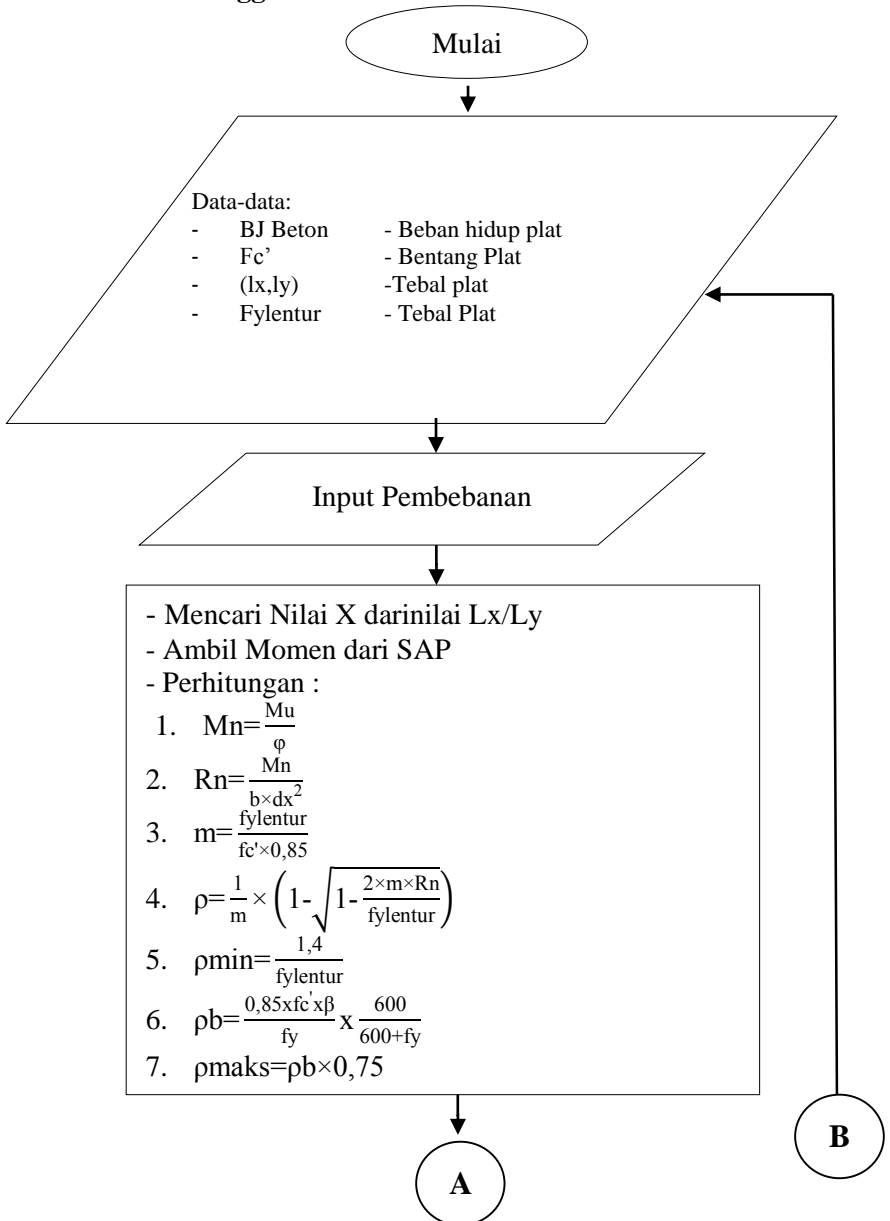 Mulai
Data-data:
- BJ Beton - Beban hidup plat
- Fc’ - Bentang Plat
- (lx,ly) -Tebal plat
- Fylentur - Tebal Plat
Input Pembebanan
- Mencari Nilai X darinilai Lx/Ly
- Ambil Momen dari SAP
- Perhitungan :
1. Mn=Mu/φ
2. Rn=Mn/b×dx²
3. m=fylentur/fc'×0,85
4. ρ=1/m×(1-√1-2×m×Rn/fylentur)
5. ρmin=1,4/fylentur
6. ρb=0,85xfc'xβ/fy x 600/600+fy
7. ρmaks=ρb×0,75
B
A